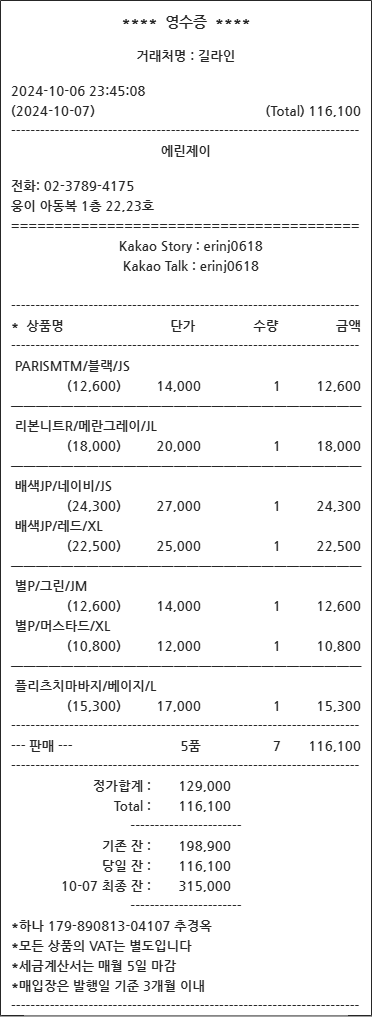 **** 영수증 ****
거래처명 : 길라인
2024-10-06 23:45:08
(2024-10-07) (Total) 116,100
에린제이
전화: 02-3789-4175
웅이 아동복 1층 22,23호
Kakao Story : erinj0618
Kakao Talk : erinj0618
* 상품명 단가 수량 금액
PARISMTM/블랙/JS
(12,600) 14,000 1 12,600
리본니트R/메란그레이/JL
(18,000) 20,000 1 18,000
배색JP/네이비/JS
(24,300) 27,000 1 24,300
배색JP/레드/XL
(22,500) 25,000 1 22,500
별P/그린/JM
(12,600) 14,000 1 12,600
별P/머스타드/XL
(10,800) 12,000 1 10,800
플리츠치마바지/베이지/L
(15,300) 17,000 1 15,300
--- 판매 --- 5품 7 116,100
정가합계 : 129,000
Total : 116,100
기존 잔 : 198,900
당일 잔 : 116,100
10-07 최종 잔 : 315,000
*하나 179-890813-04107 추경옥
*모든 상품의 VAT는 별도입니다
*세금계산서는 매월 5일 마감
*매입장은 발행일 기준 3개월 이내